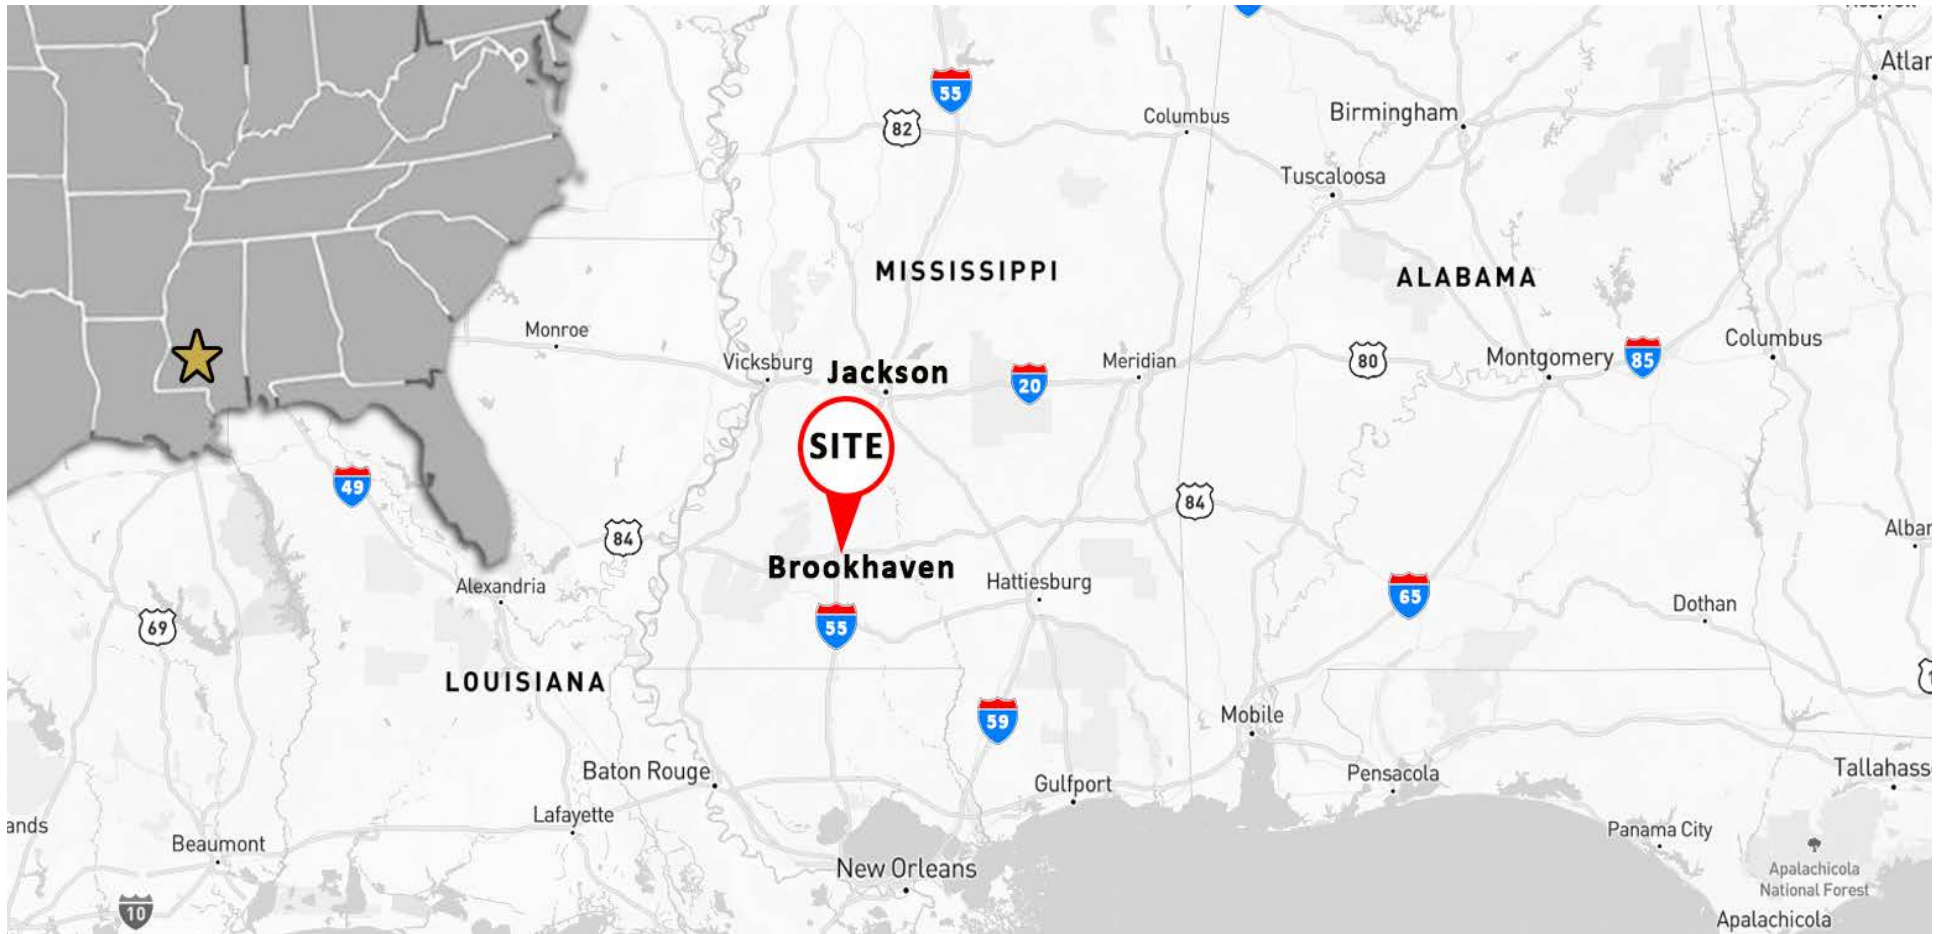 55
82
Columbus
Birmingham
Atlar
Tuscaloosa
MISSISSIPPI
ALABAMA
Monroe
Vicksburg
Jackson
20
Meridian
80
Montgomery
85
Columbus
SITE
49
84
84
Albar
Brookhaven
Alexandria
Hattiesburg
65
Dothan
69
55
LOUISIANA
59
Mobile
Baton Rouge
Gulfport
Pensacola
Tallahass
Lafayette
ands
Beaumont
Panama City
New Orleans
Apalachicola
National Forest
10
Apalachicola